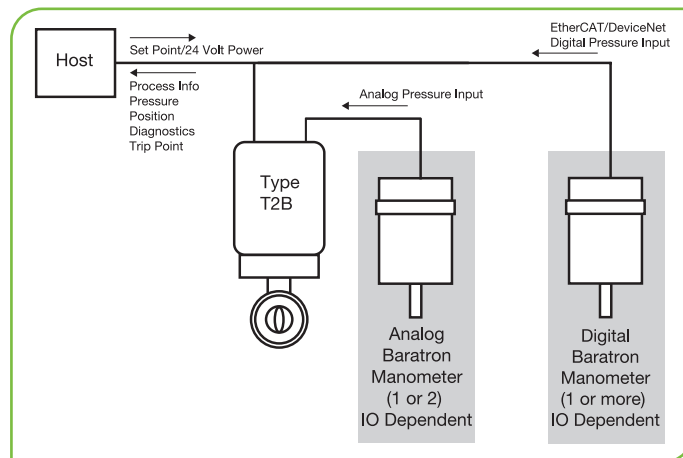 Host
Set Point/24 Volt Power
Process Info
Pressure
Position
Diagnostics
Trip Point
EtherCAT/DeviceNet
Digital Pressure Input
Analog Pressure Input
Type
T2B
Analog
Baratron
Manometer
(1 or 2)
IO Dependent
Digital
Baratron
Manometer
(1 or more)
IO Dependent